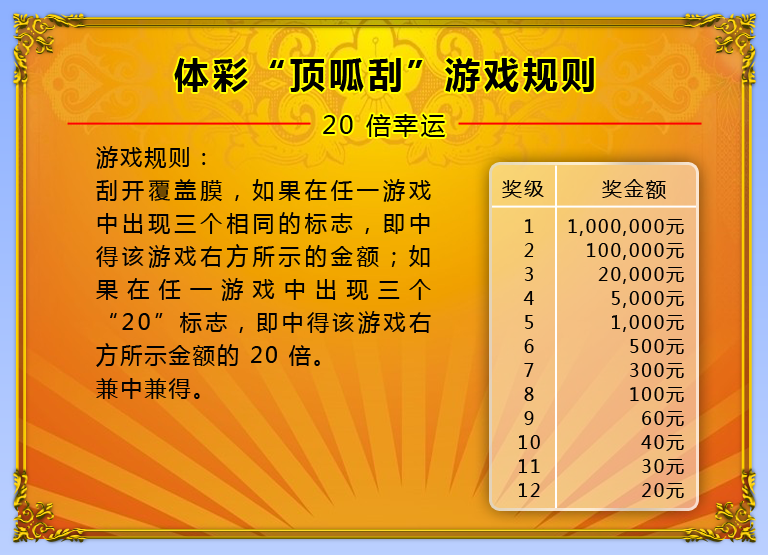 体彩“顶呱刮”游戏规则
20 倍幸运
游戏规则：
刮开覆盖膜，如果在任一游戏
中出现三个相同的标志，即中
得该游戏右方所示的金额；如
果在任一游戏中出现三个
“20”标志，即中得该游戏右
方所示金额的 20 倍。
兼中兼得。
奖级 奖金额
1 1,000,000元
2 100,000元
3 20,000元
4 5,000元
5 1,000元
6 500元
7 300元
8 100元
9 60元
10 40元
11 30元
12 20元